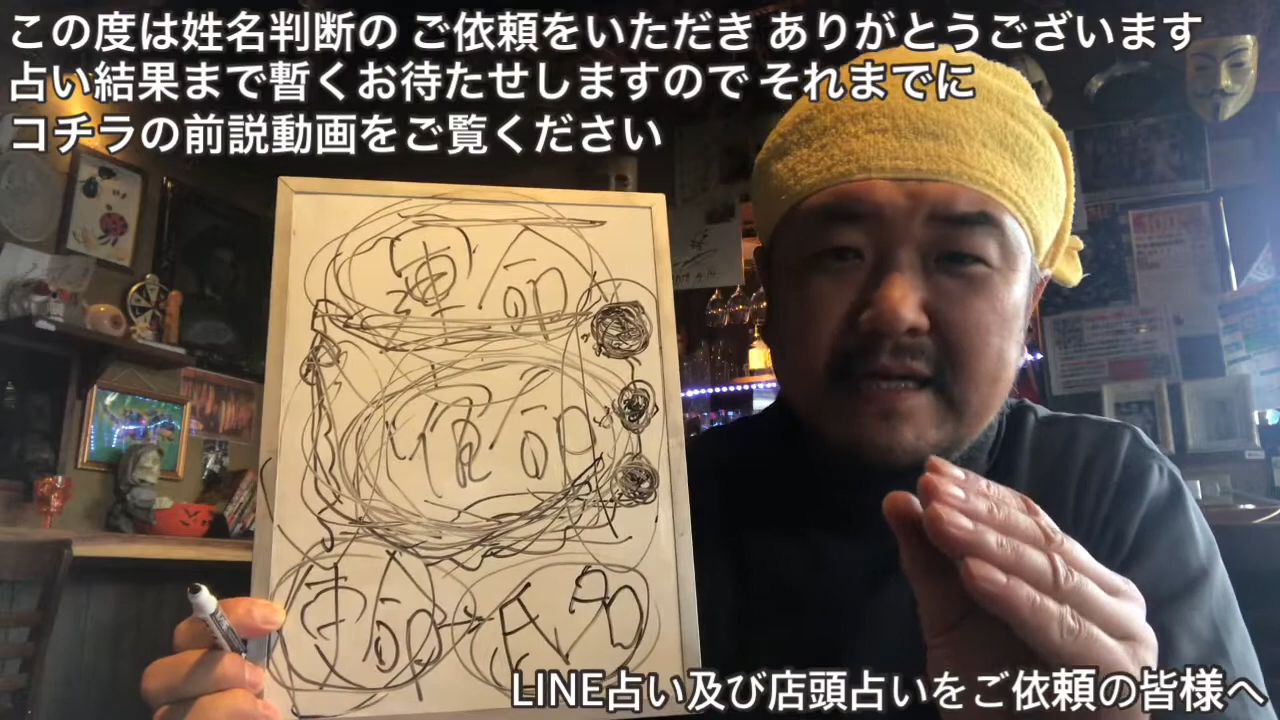 この度は姓名判断の ご依頼をいただき ありがとうございます
占い結果まで暫くお待たせしますので それまでに
コチラの前説動画をご覧ください
運命
宿命
使命 氏名
LINE占い及び店頭占いをご依頼の皆様へ